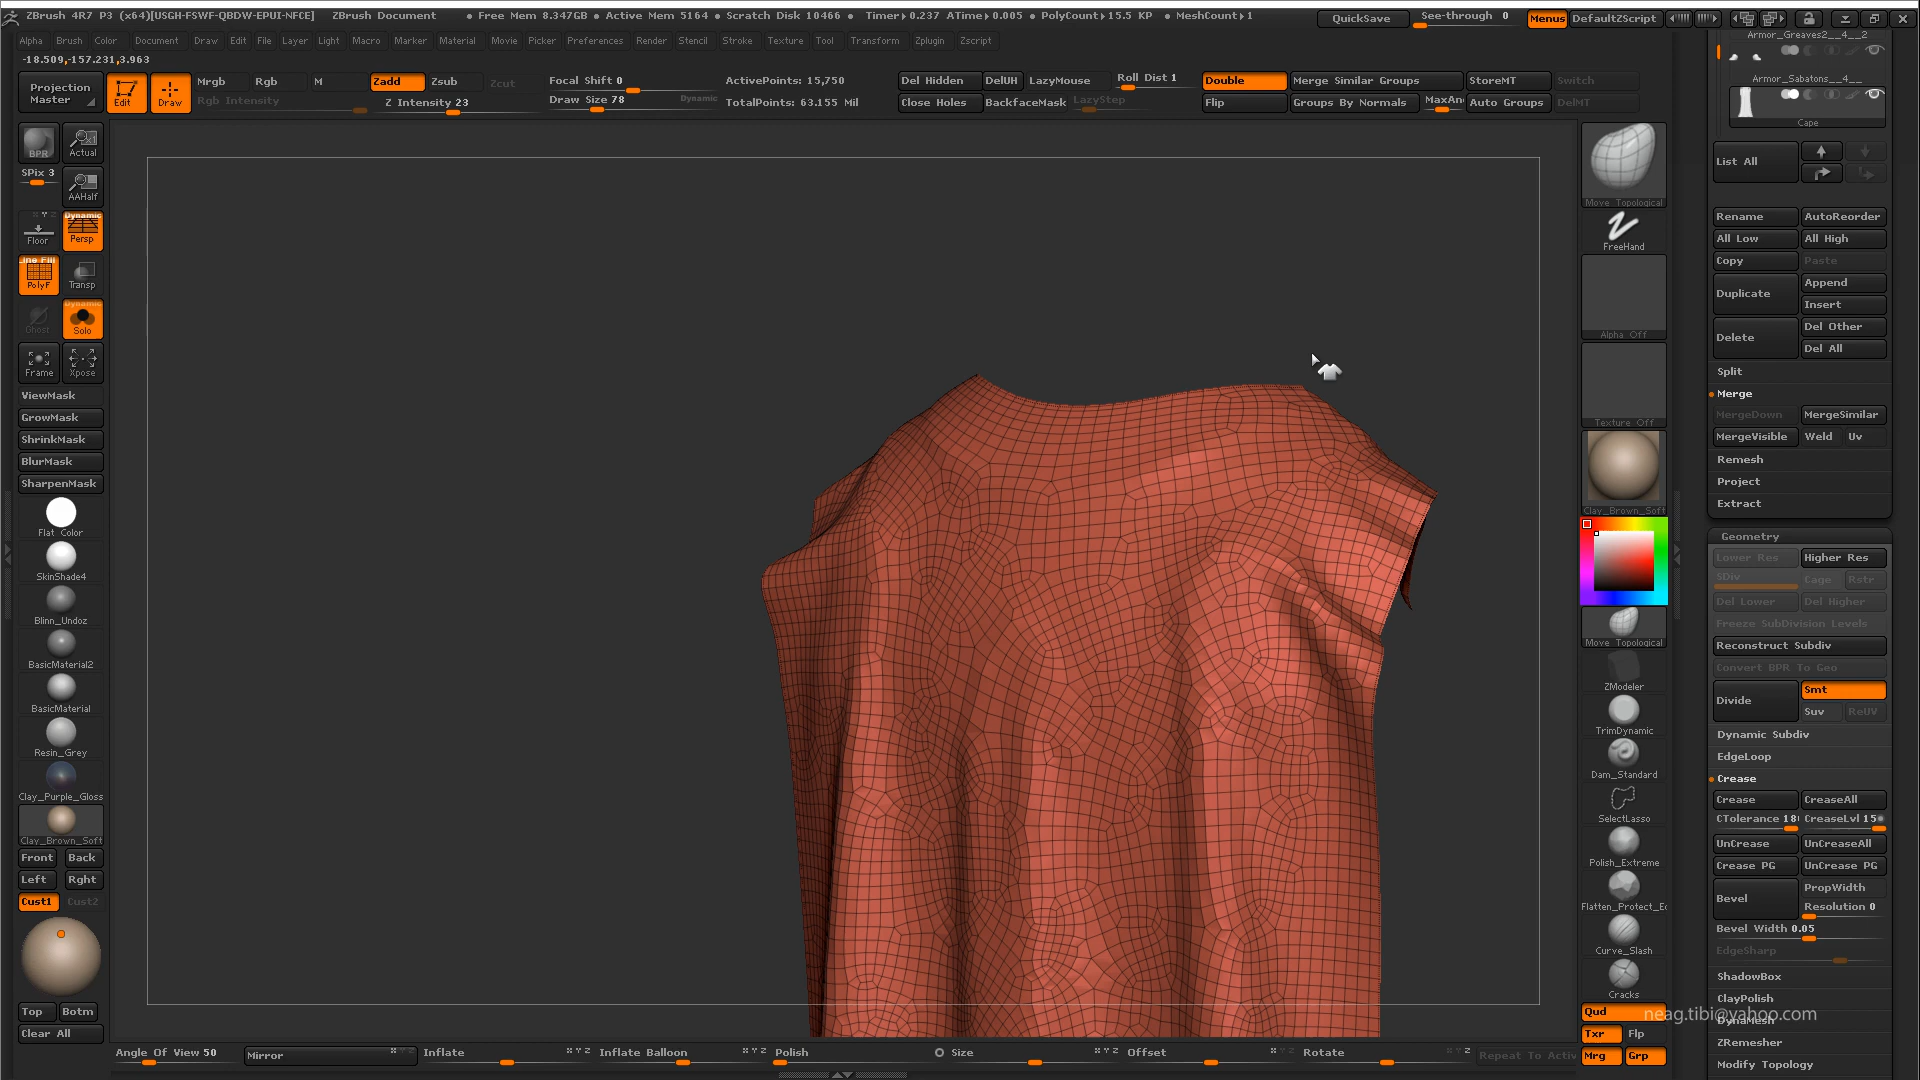 ZBrush 4R7 P3 (x64)[USGH-FSWF-QBDW-EPUI-NFCE] ZBrush Document • Free Mem 8.347GB • Active Mem 5164 • Scratch Disk 10466 • Timer▸0.237 ATime▸0.005 • PolyCount▸15.5 KP • MeshCount▸1 QuickSave See-through 0 Menus DefaultZScript
Alpha Brush Color Document Draw Edit File Layer Light Macro Marker Material Movie Picker Preferences Render Stencil Stroke Texture Tool Transform Zplugin Zscript
-18.509,-157.231,3.963
Projection Master
Edit Draw
Mrgb Rgb M Zadd Zsub Zcut
Rgb Intensity Z Intensity 23
Focal Shift 0
Draw Size 78 Dynamic
ActivePoints: 15,750
TotalPoints: 63.155 Mil
Del Hidden DelUH LazyMouse Roll Dist 1
Close Holes BackfaceMask LazyStep
Double Merge Similar Groups StoreMT Switch
Flip Groups By Normals MaxAn Auto Groups DelMT
BPR Actual
SPix 3
AAHalf
Floor
Dynamic
Persp
Line Fill
PolyF Transp
Ghost
Dynamic
Solo
Frame Xpose
ViewMask
GrowMask
ShrinkMask
BlurMask
SharpenMask
Flat Color
SkinShade4
Blinn_Undoz
BasicMaterial2
BasicMaterial
Resin_Grey
Clay_Purple_Gloss
Clay_Brown_Soft
Front Back
Left Rght
Cust1 Cust2
Top Botm
Clear All
Angle Of View 50 Mirror Inflate Inflate Balloon Polish Size Offset Rotate Repeat To Activ
Move Topological
FreeHand
Alpha Off
Texture Off
Clay_Brown_Soft
Move Topological
ZModeler
TrimDynamic
Dam_Standard
SelectLasso
Polish_Extreme
Flatten_Protect_Ed
Curve_Slash
Cracks
Qud
Txr Flp
Mrg Grp
Armor_Greaves2__4__2
Armor_Sabatons__4__
Cape
List All
Rename AutoReorder
All Low All High
Copy Paste
Duplicate Append
Insert
Delete Del Other
Del All
Split
Merge
MergeDown MergeSimilar
MergeVisible Weld Uv
Remesh
Project
Extract
Geometry
Lower Res Higher Res
SDiv Cage Rstr
Del Lower Del Higher
Freeze SubDivision Levels
Reconstruct Subdiv
Convert BPR To Geo
Divide Smt
Suv ReUV
Dynamic Subdiv
EdgeLoop
Crease
Crease CreaseAll
CTolerance 18 CreaseLvl 15
UnCrease UnCreaseAll
Crease PG UnCrease PG
Bevel PropWidth
Resolution 0
Bevel Width 0.05
EdgeSharp
ShadowBox
ClayPolish
neag.tibi@yahoo.com
DynaMesh
ZRemesher
Modify Topology